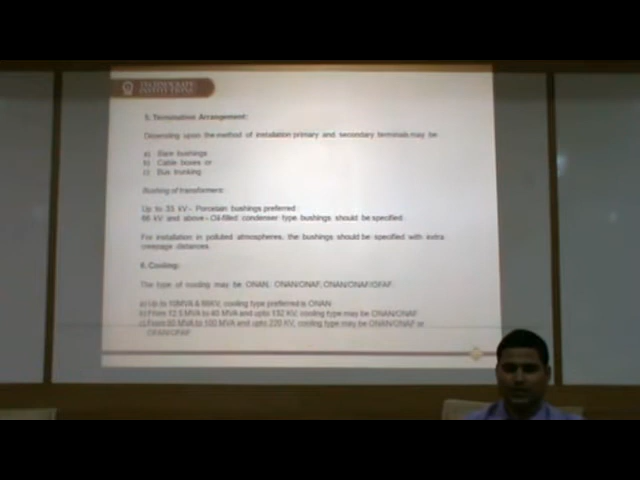 5. Termination Arrangement:
Depending upon the method of installation primary and secondary terminals may be
a) Bare bushings
b) Cable boxes or
c) Bus trunking
Bushing of transformers:
Up to 33 kV - Porcelain bushings preferred
66 kV and above - Oil-filled condenser type bushings should be specified
For installation in polluted atmospheres, the bushings should be specified with extra
creepage distances.
6. Cooling:
The type of cooling may be ONAN, ONAN/ONAF, ONAN/ONAF/OFAF.
a) Up to 10MVA & 66KV, cooling type preferred is ONAN
b) From 12.5 MVA to 40 MVA and upto 132 KV, cooling type may be ONAN/ONAF
c) From 50 MVA to 100 MVA and upto 220 KV, cooling type may be ONAN/ONAF or